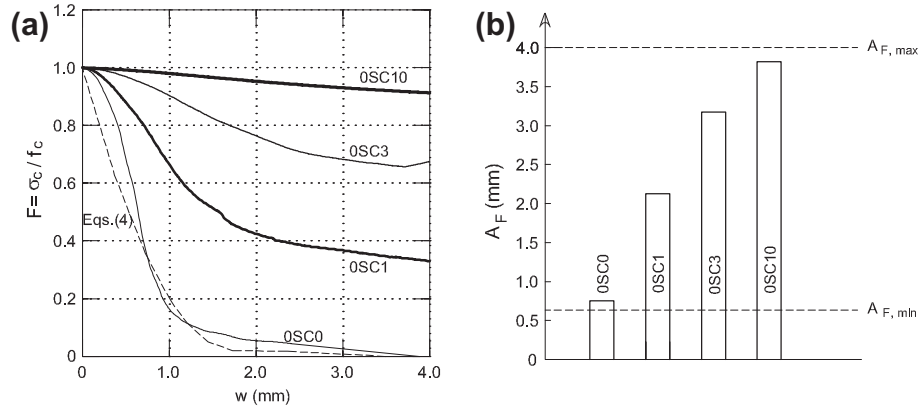 (a)
1.2
1.0
0.8
0.6
0.4
0.2
0
F= σc / fc
0SC10
0SC3
Eqs.(4)
0SC1
0SC0
0 1.0 2.0 3.0 4.0
w (mm)
(b)
A
4.0
3.5
3.0
2.5
2.0
1.5
1.0
0.5
0
AF (mm)
0SC0
0SC1
0SC3
0SC10
AF, max
AF, min